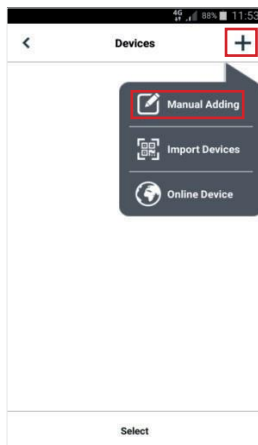 4G 88% 11:53
Devices
Manual Adding
Import Devices
Online Device
Select